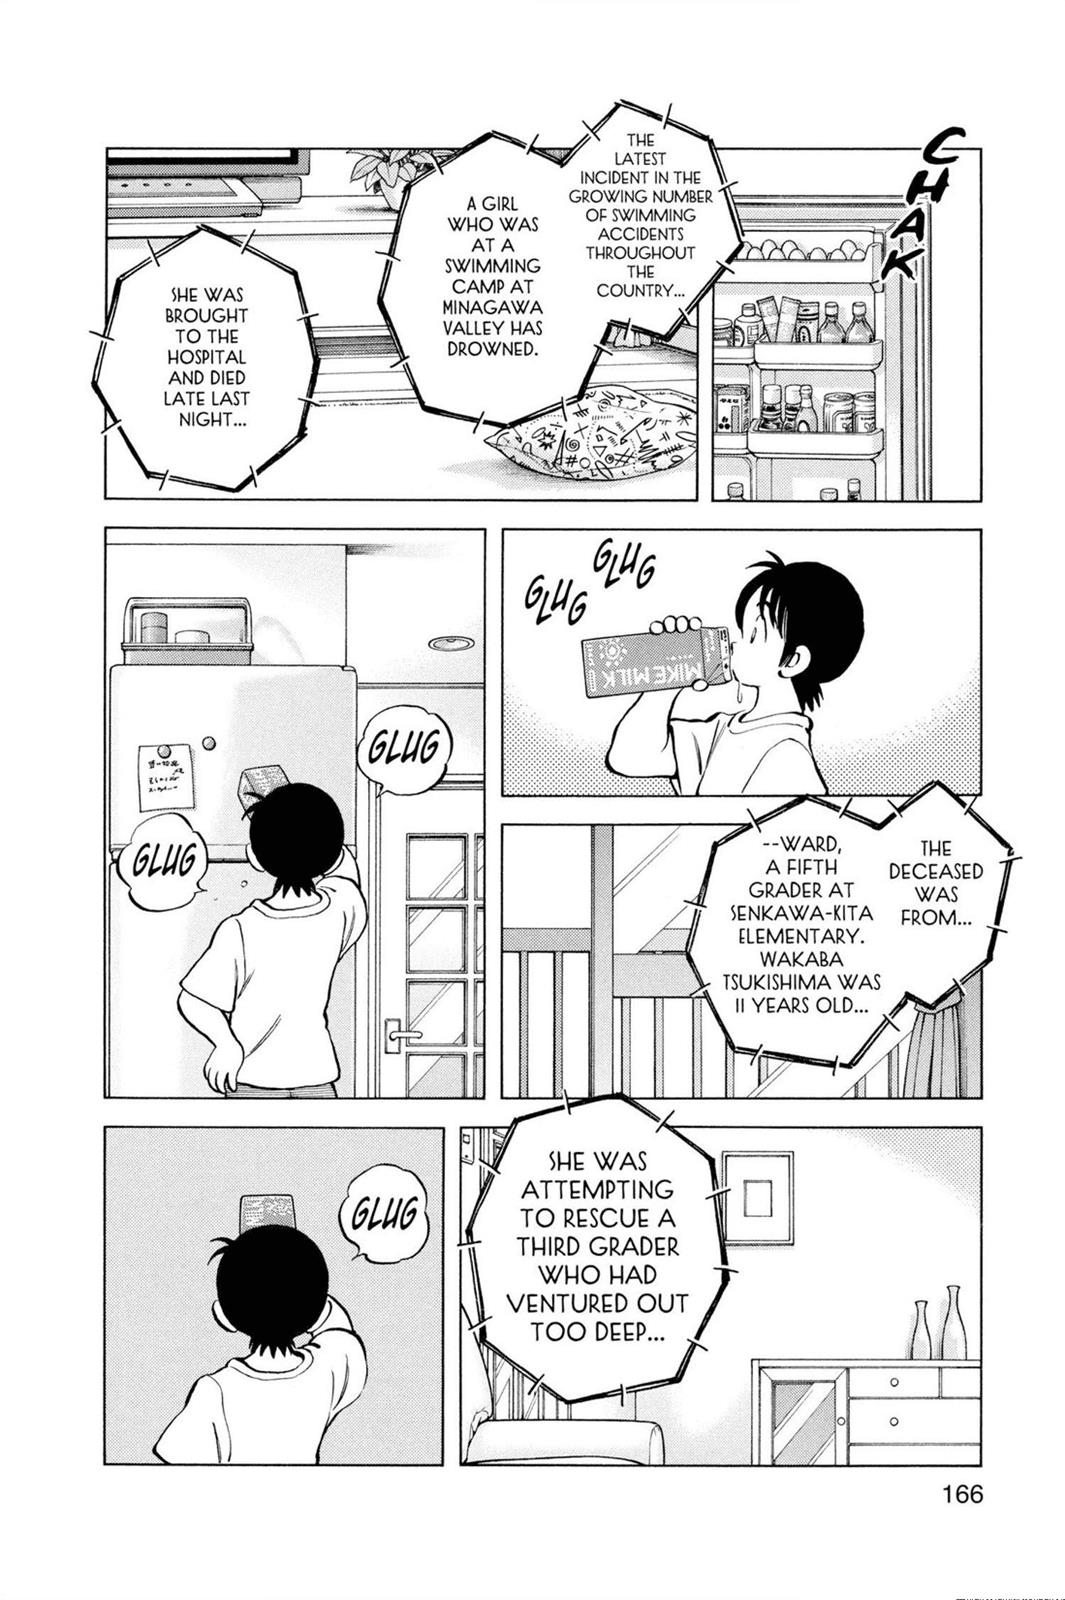 CHAK
THE
LATEST
INCIDENT IN THE
GROWING NUMBER
OF SWIMMING
ACCIDENTS
THROUGHOUT
THE
COUNTRY...
A GIRL
WHO WAS
AT A
SWIMMING
CAMP AT
MINAGAWA
VALLEY HAS
DROWNED.
SHE WAS
BROUGHT
TO THE
HOSPITAL
AND DIED
LATE LAST
NIGHT...
GLUG
GLUG
MIKE MILK
GLUG
GLUG
THE
DECEASED
WAS
FROM...
--WARD,
A FIFTH
GRADER AT
SENKAWA-KITA
ELEMENTARY.
WAKABA
TSUKISHIMA WAS
11 YEARS OLD...
SHE WAS
ATTEMPTING
TO RESCUE A
THIRD GRADER
WHO HAD
VENTURED OUT
TOO DEEP...
GLUG
166